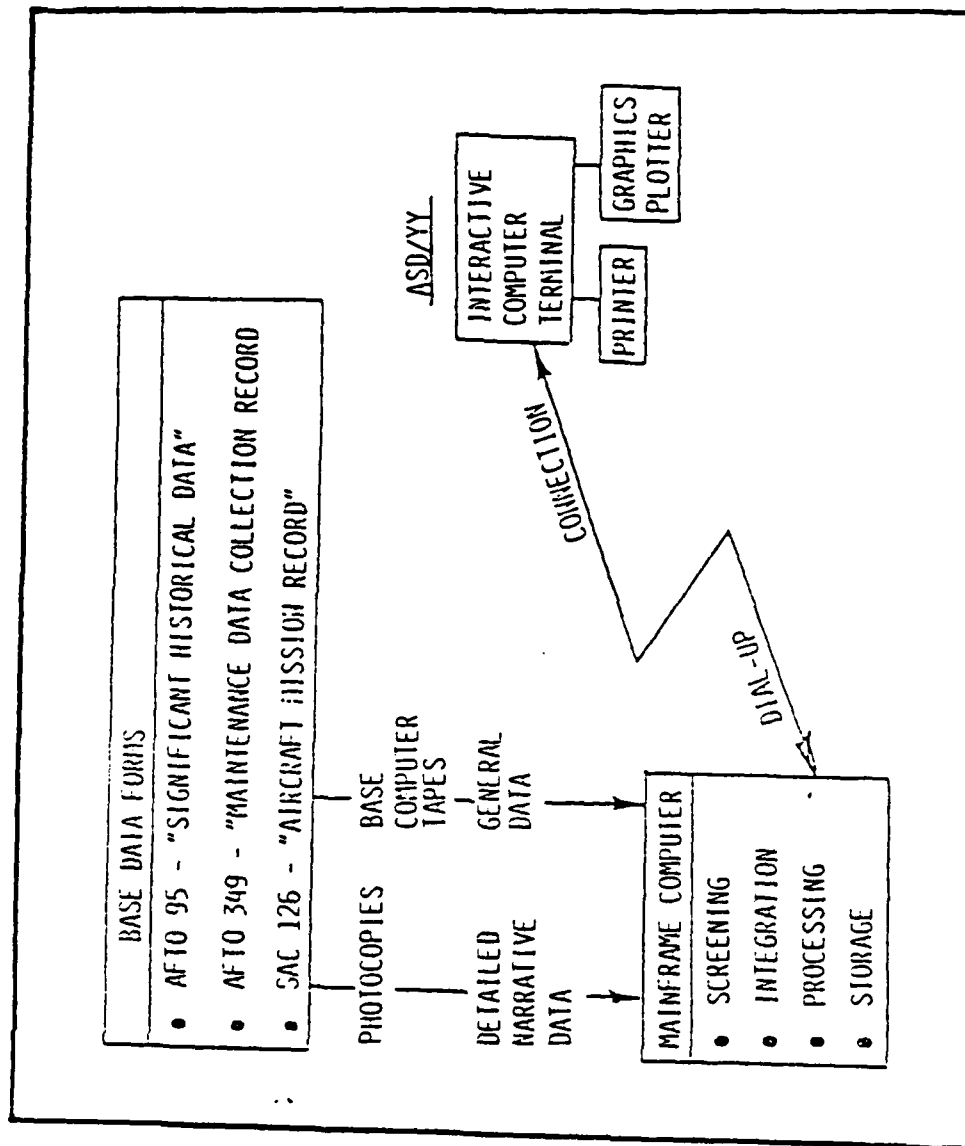 BASE DATA FORMS
• AFTO 95 - "SIGNIFICANT HISTORICAL DATA"
• AFTO 349 - "MAINTENANCE DATA COLLECTION RECORD
• SAC 126 - "AIRCRAFT MISSION RECORD"
PHOTOCOPIES
DETAILED
NARRATIVE
DATA
BASE
COMPUTER
TAPES
GENERAL
DATA
MAINFRAME COMPUTER
• SCREENING
• INTEGRATION
• PROCESSING
• STORAGE
DIAL-UP
CONNECTION
ASD/YY
INTERACTIVE
COMPUTER
TERMINAL
PRINTER
GRAPHICS
PLOTTER